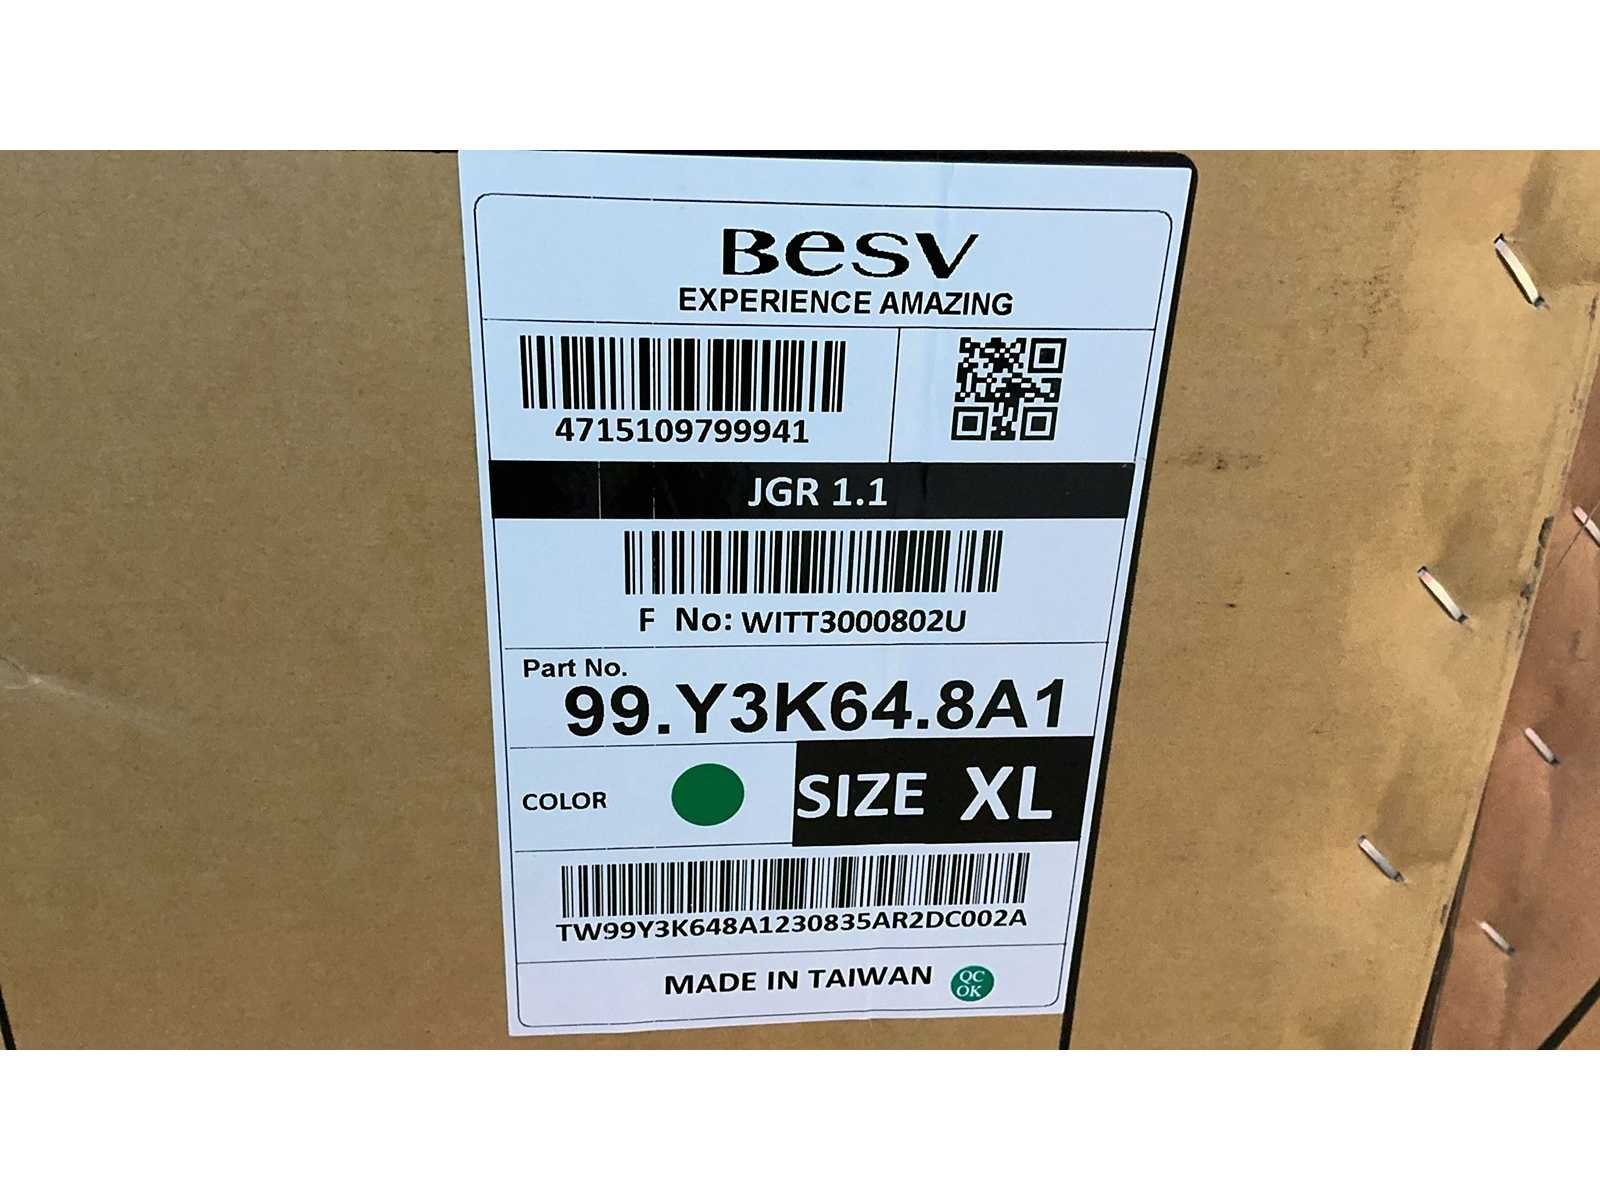 BESV
EXPERIENCE AMAZING
4715109799941
JGR 1.1
F No: WITT3000802U
Part No.
99.Y3K64.8A1
COLOR
SIZE XL
TW99Y3K648A1230835AR2DC002A
MADE IN TAIWAN
QC
OK